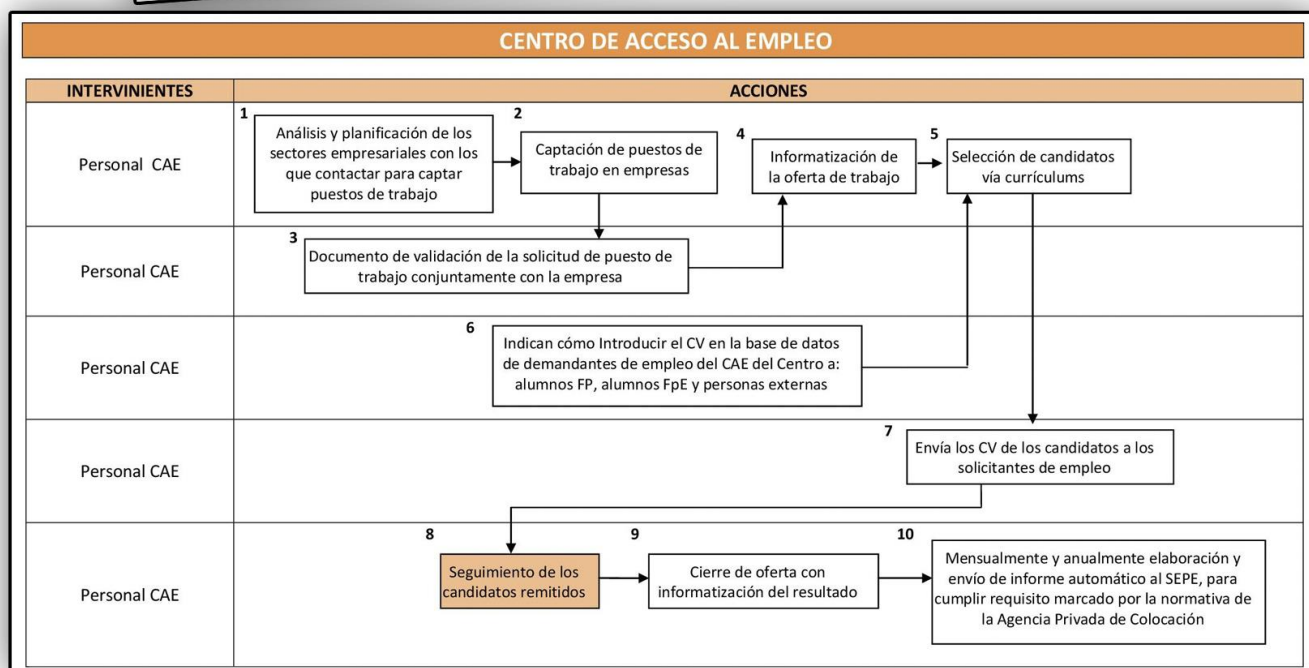 CENTRO DE ACCESO AL EMPLEO
INTERVINIENTES
ACCIONES
Personal CAE
1
Análisis y planificación de los
sectores empresariales con los
que contactar para captar
puestos de trabajo
2
Captación de puestos de
trabajo en empresas
4
Informatización de
la oferta de trabajo
5
Selección de candidatos
vía currículums
Personal CAE
3
Documento de validación de la solicitud de puesto de
trabajo conjuntamente con la empresa
Personal CAE
6
Indican cómo Introducir el CV en la base de datos
de demandantes de empleo del CAE del Centro a:
alumnos FP, alumnos FpE y personas externas
Personal CAE
7
Envía los CV de los candidatos a los
solicitantes de empleo
Personal CAE
8
Seguimiento de los
candidatos remitidos
9
Cierre de oferta con
informatización del resultado
10
Mensualmente y anualmente elaboración y
envío de informe automático al SEPE, para
cumplir requisito marcado por la normativa de
la Agencia Privada de Colocación